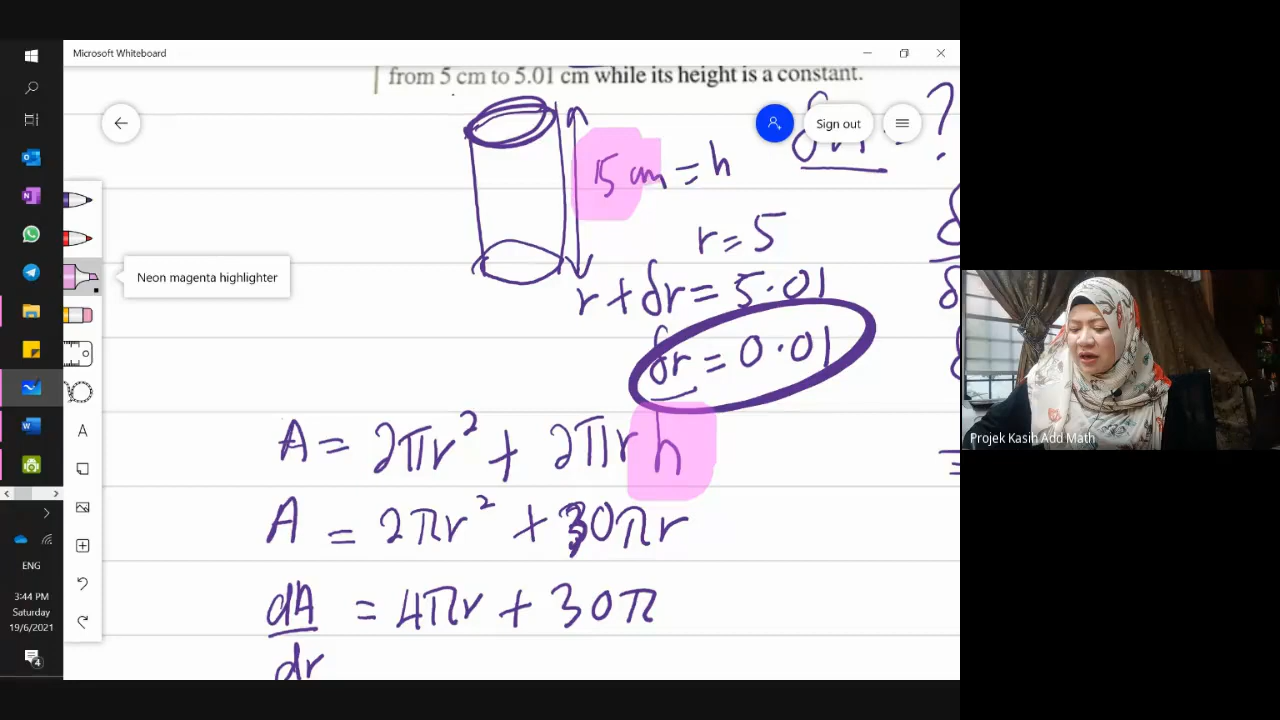 Microsoft Whiteboard
from 5 cm to 5.01 cm while its height is a constant.
Sign out
= ?
15 cm = h
r = 5
r + δr = 5.01
δr = 0.01
Neon magenta highlighter
A = 2πr² + 2πrh
A = 2πr² + 30πr
dA/dr = 4πr + 30π
A
ENG
3:44 PM
Saturday
19/6/2021
4
Projek Kasih Add Math